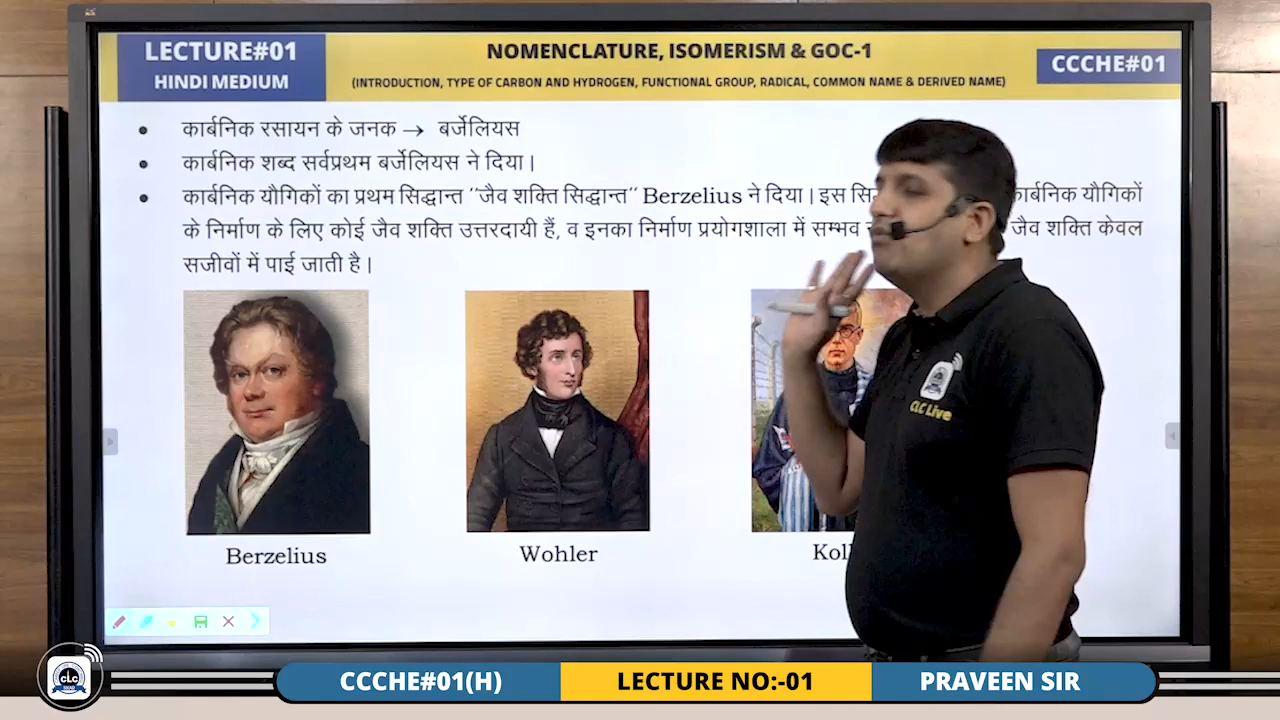 LECTURE#01
HINDI MEDIUM
NOMENCLATURE, ISOMERISM & GOC-1
(INTRODUCTION, TYPE OF CARBON AND HYDROGEN, FUNCTIONAL GROUP, RADICAL, COMMON NAME & DERIVED NAME)
CCCHE#01
• कार्बनिक रसायन के जनक → बर्जेलियस
• कार्बनिक शब्द सर्वप्रथम बर्जेलियस ने दिया।
• कार्बनिक यौगिकों का प्रथम सिद्धान्त ‘‘जैव शक्ति सिद्धान्त’’ Berzelius ने दिया। इस कार्बनिक यौगिकों
के निर्माण के लिए कोई जैव शक्ति उत्तरदायी हैं, व इनका निर्माण प्रयोगशाला में सम्भव जैव शक्ति केवल
सजीवों में पाई जाती है।
Berzelius
Wohler
CLC Live
CLC
CCCHE#01(H)
LECTURE NO:-01
PRAVEEN SIR